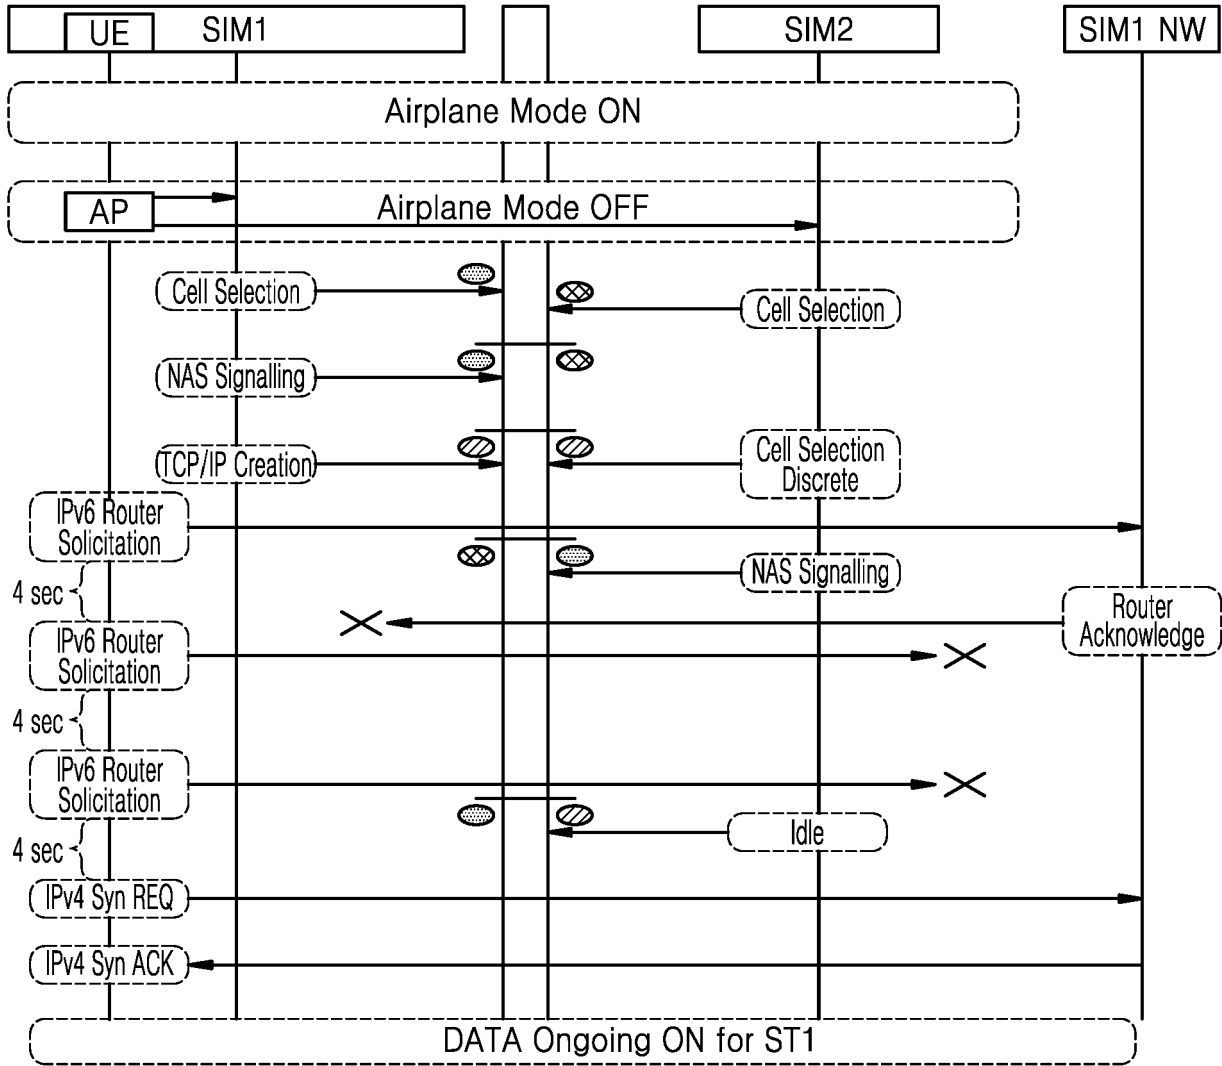 UE
SIM1
SIM2
SIM1 NW
Airplane Mode ON
AP
Airplane Mode OFF
Cell Selection
Cell Selection
NAS Signalling
TCP/IP Creation
Cell Selection
Discrete
IPv6 Router
Solicitation
NAS Signalling
4 sec
Router
Acknowledge
IPv6 Router
Solicitation
4 sec
IPv6 Router
Solicitation
Idle
4 sec
IPv4 Syn REQ
IPv4 Syn ACK
DATA Ongoing ON for ST1